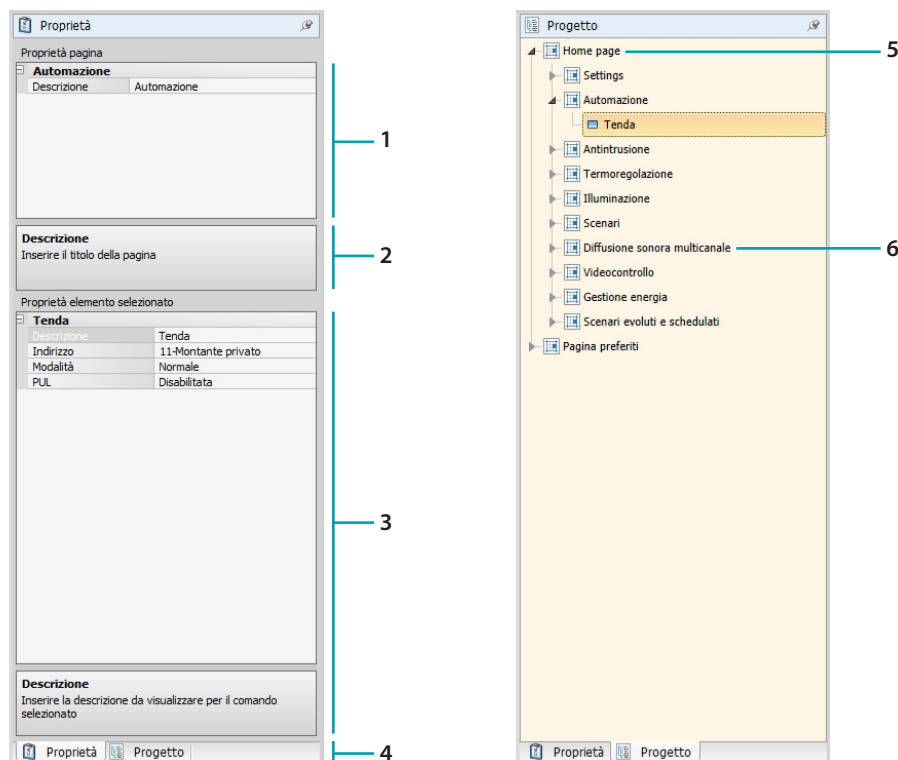 Proprietà
Proprietà pagina
Automazione
Descrizione Automazione
1
Descrizione
Inserire il titolo della pagina
2
Proprietà elemento selezionato
Tenda
Descrizione Tenda
Indirizzo 11-Montante privato
Modalità Normale
PUL Disabilitata
3
Descrizione
Inserire la descrizione da visualizzare per il comando
selezionato
Proprietà Progetto
4
Progetto
Home page
5
Settings
Automazione
Tenda
Antintrusione
Termoregolazione
Illuminazione
Scenari
Diffusione sonora multicanale
6
Videocontrollo
Gestione energia
Scenari evoluti e schedulati
Pagina preferiti
Proprietà Progetto